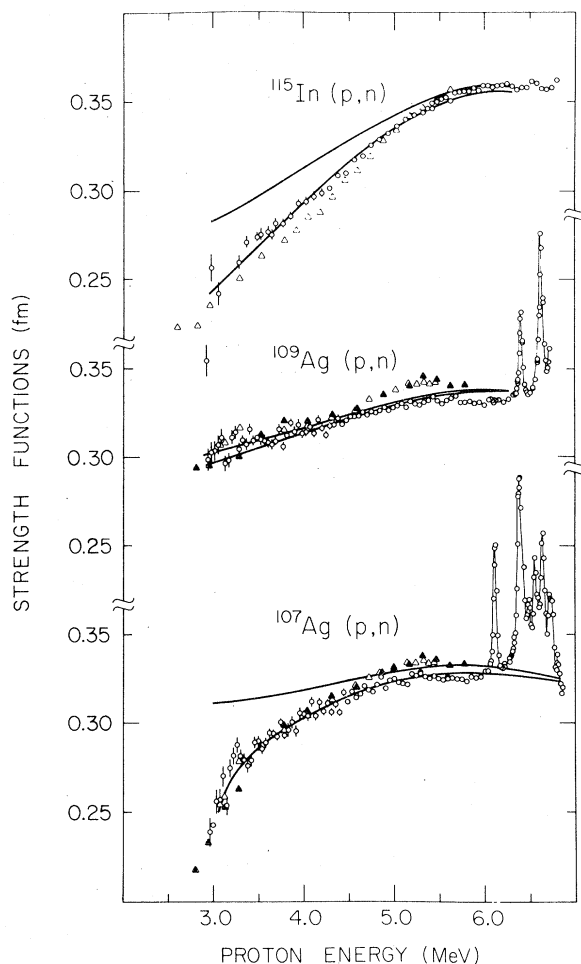 ¹¹⁵In (p,n)
0.35
0.30
0.25
¹⁰⁹Ag (p,n)
0.35
0.30
0.25
¹⁰⁷Ag (p,n)
0.35
0.30
0.25
STRENGTH FUNCTIONS (fm)
3.0 4.0 5.0 6.0
PROTON ENERGY (MeV)